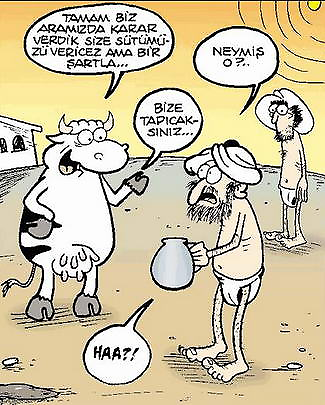 TAMAM BİZ
ARAMIZDA KARAR
VERDİK SİZE SÜTÜMÜ-
ZÜ VERİCEZ AMA BİR
ŞARTLA...
NEYMİŞ
O?..
BİZE
TAPICAK-
SINIZ...
HAA?!